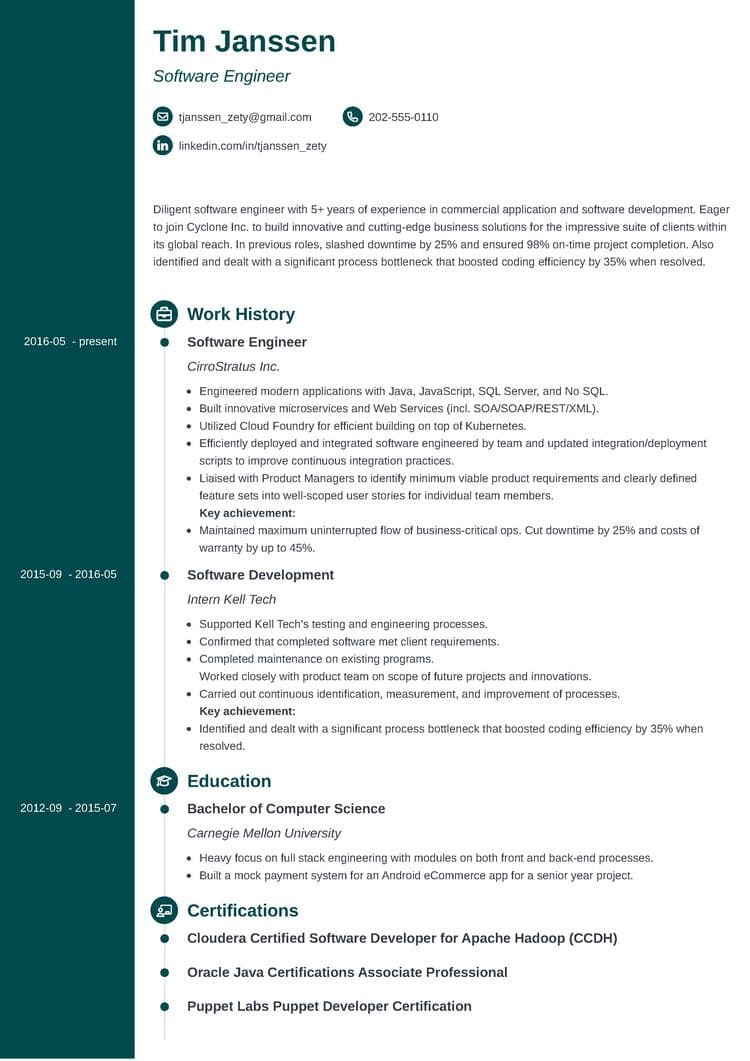 Tim Janssen
Software Engineer
tjanssen_zety@gmail.com 202-555-0110
linkedin.com/in/tjanssen_zety
Diligent software engineer with 5+ years of experience in commercial application and software development. Eager
to join Cyclone Inc. to build innovative and cutting-edge business solutions for the impressive suite of clients within
its global reach. In previous roles, slashed downtime by 25% and ensured 98% on-time project completion. Also
identified and dealt with a significant process bottleneck that boosted coding efficiency by 35% when resolved.
Work History
2016-05 - present Software Engineer
CirroStratus Inc.
• Engineered modern applications with Java, JavaScript, SQL Server, and No SQL.
• Built innovative microservices and Web Services (incl. SOA/SOAP/REST/XML).
• Utilized Cloud Foundry for efficient building on top of Kubernetes.
• Efficiently deployed and integrated software engineered by team and updated integration/deployment
scripts to improve continuous integration practices.
• Liaised with Product Managers to identify minimum viable product requirements and clearly defined
feature sets into well-scoped user stories for individual team members.
Key achievement:
• Maintained maximum uninterrupted flow of business-critical ops. Cut downtime by 25% and costs of
warranty by up to 45%.
2015-09 - 2016-05 Software Development
Intern Kell Tech
• Supported Kell Tech's testing and engineering processes.
• Confirmed that completed software met client requirements.
• Completed maintenance on existing programs.
Worked closely with product team on scope of future projects and innovations.
• Carried out continuous identification, measurement, and improvement of processes.
Key achievement:
• Identified and dealt with a significant process bottleneck that boosted coding efficiency by 35% when
resolved.
Education
2012-09 - 2015-07 Bachelor of Computer Science
Carnegie Mellon University
• Heavy focus on full stack engineering with modules on both front and back-end processes.
• Built a mock payment system for an Android eCommerce app for a senior year project.
Certifications
Cloudera Certified Software Developer for Apache Hadoop (CCDH)
Oracle Java Certifications Associate Professional
Puppet Labs Puppet Developer Certification